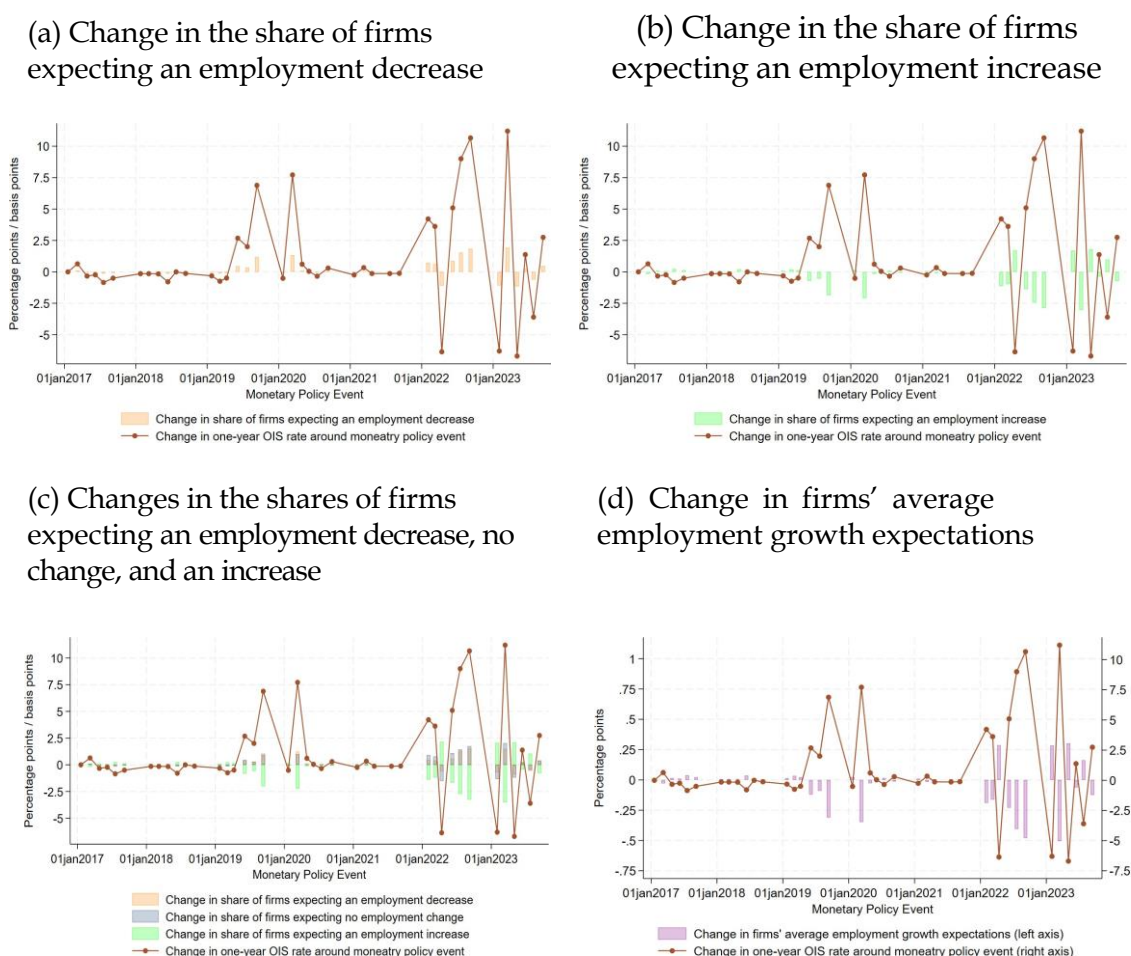 (a) Change in the share of firms
expecting an employment decrease
(b) Change in the share of firms
expecting an employment increase
Percentage points / basis points
10
7.5
5
2.5
0
-2.5
-5
01jan2017 01jan2018 01jan2019 01jan2020 01jan2021 01jan2022 01jan2023
Monetary Policy Event
Change in share of firms expecting an employment decrease
Change in one-year OIS rate around moneatry policy event
Percentage points / basis points
10
7.5
5
2.5
0
-2.5
-5
01jan2017 01jan2018 01jan2019 01jan2020 01jan2021 01jan2022 01jan2023
Monetary Policy Event
Change in share of firms expecting an employment increase
Change in one-year OIS rate around moneatry policy event
(c) Changes in the shares of firms
expecting an employment decrease, no
change, and an increase
(d) Change in firms' average
employment growth expectations
Percentage points / basis points
10
7.5
5
2.5
0
-2.5
-5
01jan2017 01jan2018 01jan2019 01jan2020 01jan2021 01jan2022 01jan2023
Monetary Policy Event
Change in share of firms expecting an employment decrease
Change in share of firms expecting no employment change
Change in share of firms expecting an employment increase
Change in one-year OIS rate around moneatry policy event
Percentage points
1
.75
.5
.25
0
-.25
-.5
-.75
10
7.5
5
2.5
0
-2.5
-5
-7.5
01jan2017 01jan2018 01jan2019 01jan2020 01jan2021 01jan2022 01jan2023
Monetary Policy Event
Change in firms' average employment growth expectations (left axis)
Change in one-year OIS rate around moneatry policy event (right axis)